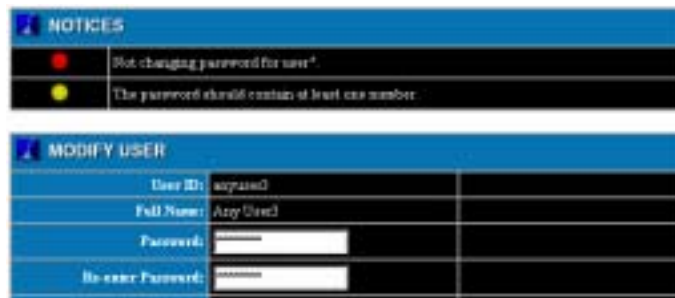 NOTICES
Not changing password for user*.
The password should contain at least one number.
MODIFY USER
User ID: anyuser3
Full Name: Any User3
Password: ********
Re-enter Password: ********